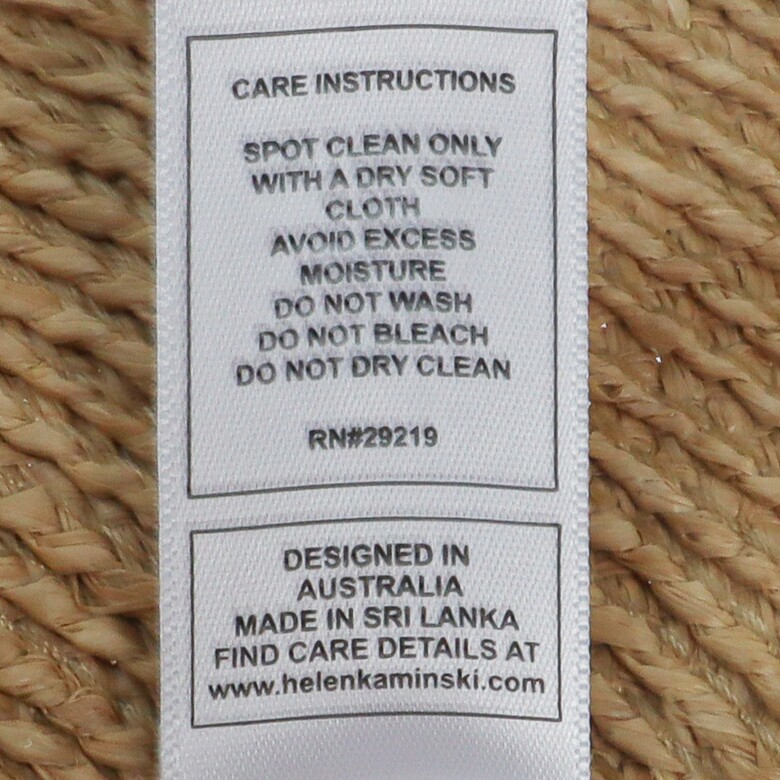 CARE INSTRUCTIONS
SPOT CLEAN ONLY
WITH A DRY SOFT
CLOTH
AVOID EXCESS
MOISTURE
DO NOT WASH
DO NOT BLEACH
DO NOT DRY CLEAN
RN#29219
DESIGNED IN
AUSTRALIA
MADE IN SRI LANKA
FIND CARE DETAILS AT
www.helenkaminski.com